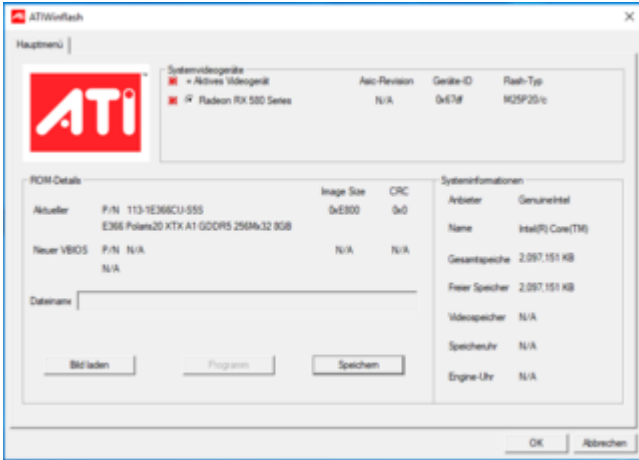 ATIWinflash
Hauptmenü
ATI
Systemvideogeräte
= Aktives Videogerät Asic-Revision Geräte-ID Flash-Typ
Radeon RX 580 Series N/A 0x67df M25P20/c
ROM-Details
Image Size CRC
Aktueller P/N 113-1E366CU-S5S 0xE800 0x0
E366 Polaris20 XTX A1 GDDR5 256Mx32 8GB
Neuer VBIOS P/N N/A N/A N/A
N/A
Dateiname
Bild laden Programm Speichern
Systeminformationen
Anbieter GenuineIntel
Name Intel(R) Core(TM)
Gesamtspeiche 2,097,151 KB
Freier Speicher 2,097,151 KB
Videospeicher N/A
Speicheruhr N/A
Engine-Uhr N/A
OK Abbrechen